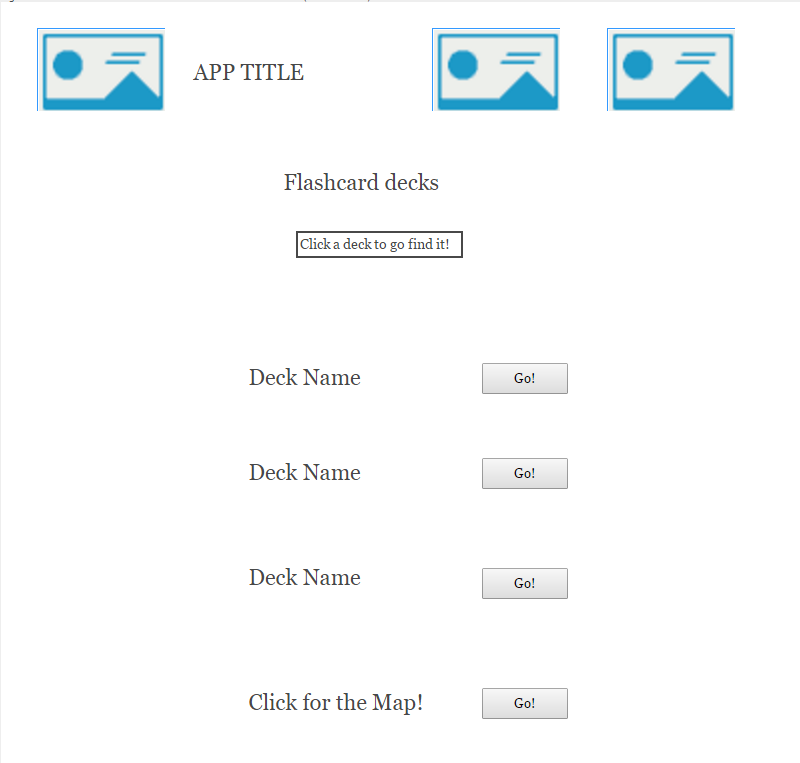 APP TITLE
Flashcard decks
Click a deck to go find it!
Deck Name Go!
Deck Name Go!
Deck Name Go!
Click for the Map! Go!